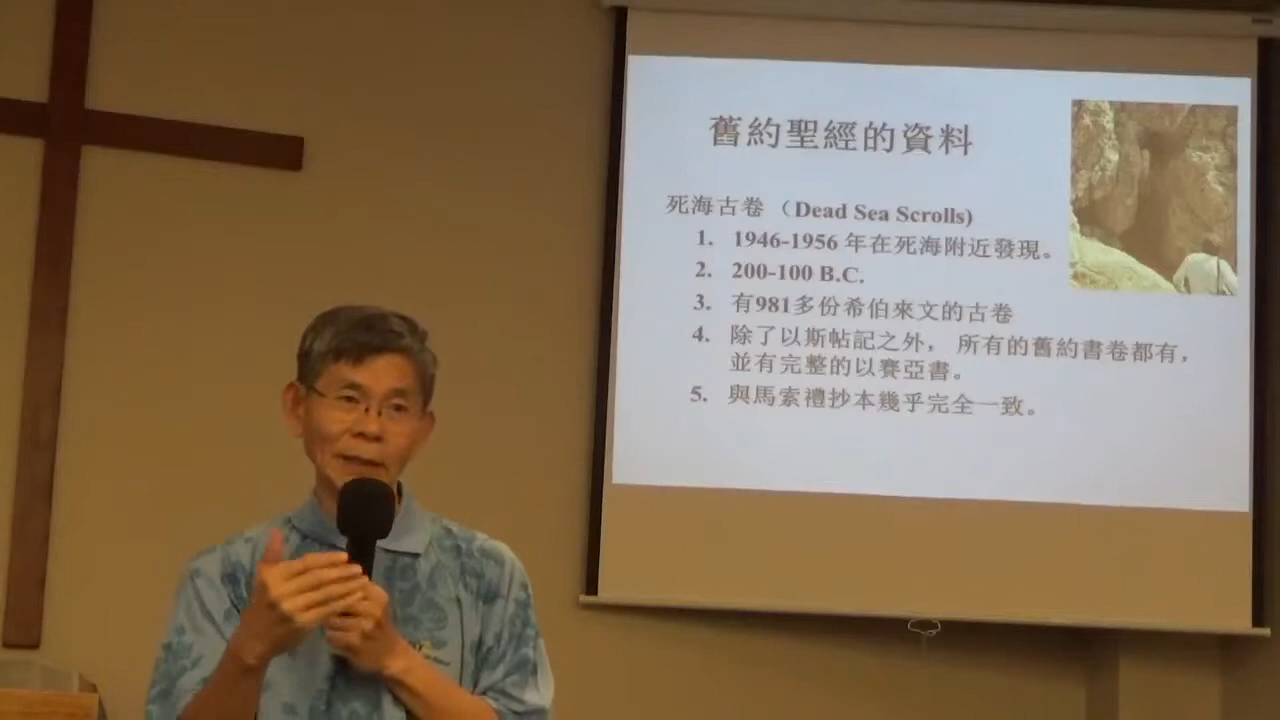 舊約聖經的資料
死海古卷 （Dead Sea Scrolls)
1. 1946-1956 年在死海附近發現。
2. 200-100 B.C.
3. 有981多份希伯來文的古卷
4. 除了以斯帖記之外， 所有的舊約書卷都有，
並有完整的以賽亞書。
5. 與馬索禮抄本幾乎完全一致。